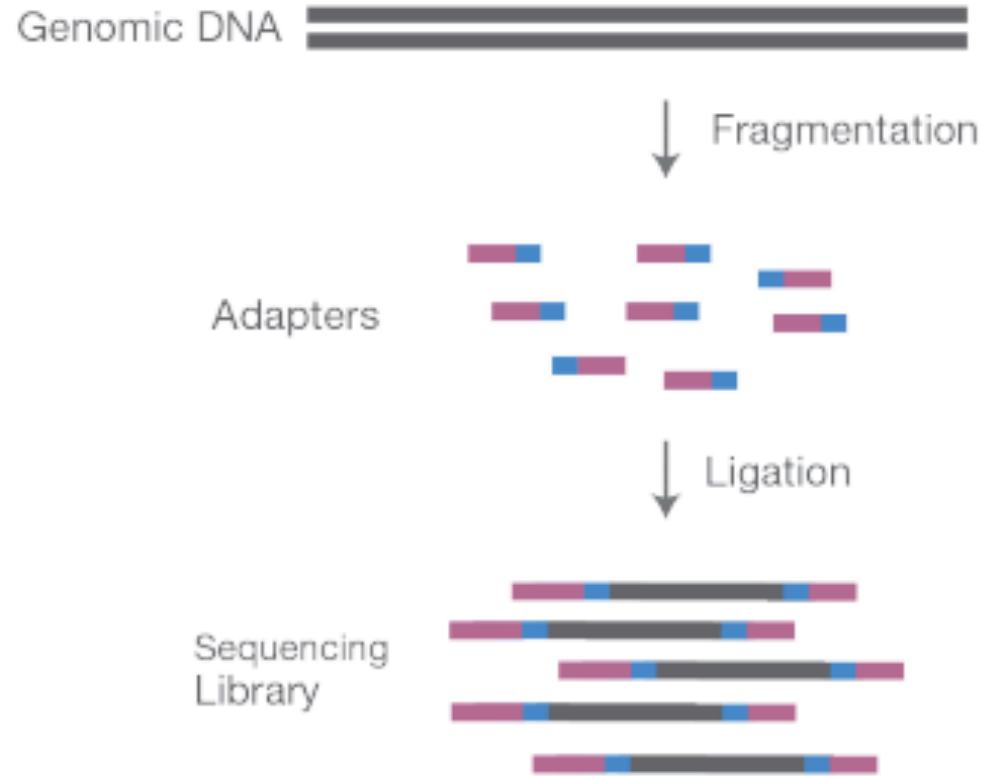 Genomic DNA
Fragmentation
Adapters
Ligation
Sequencing
Library